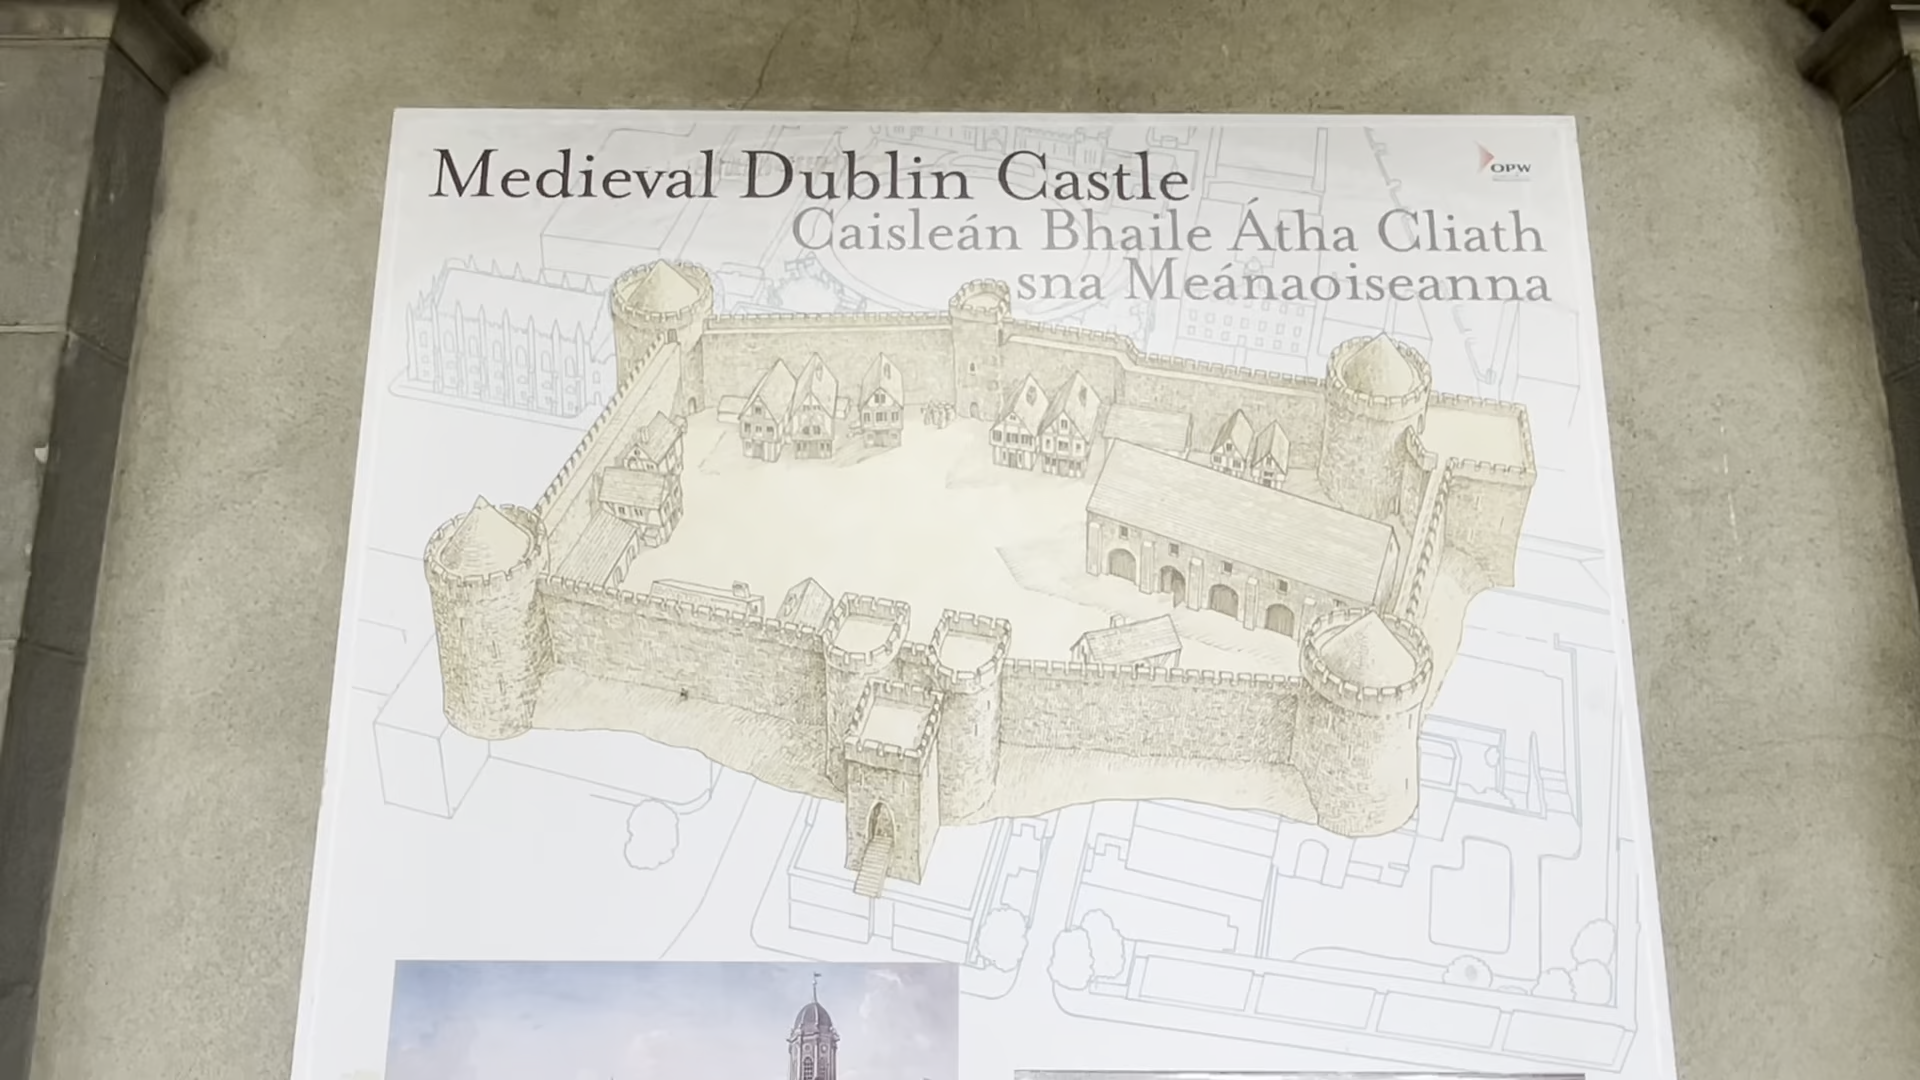 Medieval Dublin Castle
OPW
Caisleán Bhaile Átha Cliath
sna Meánaoiseanna